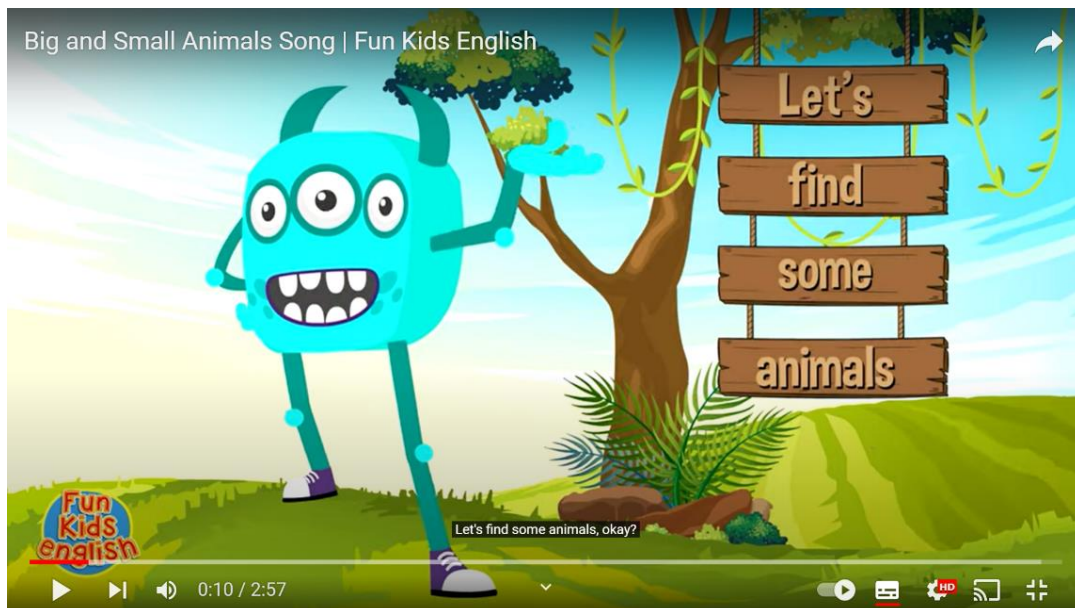 Big and Small Animals Song | Fun Kids English
Let's
find
some
animals
Fun
Kids
english
Let's find some animals, okay?
0:10 / 2:57
HD